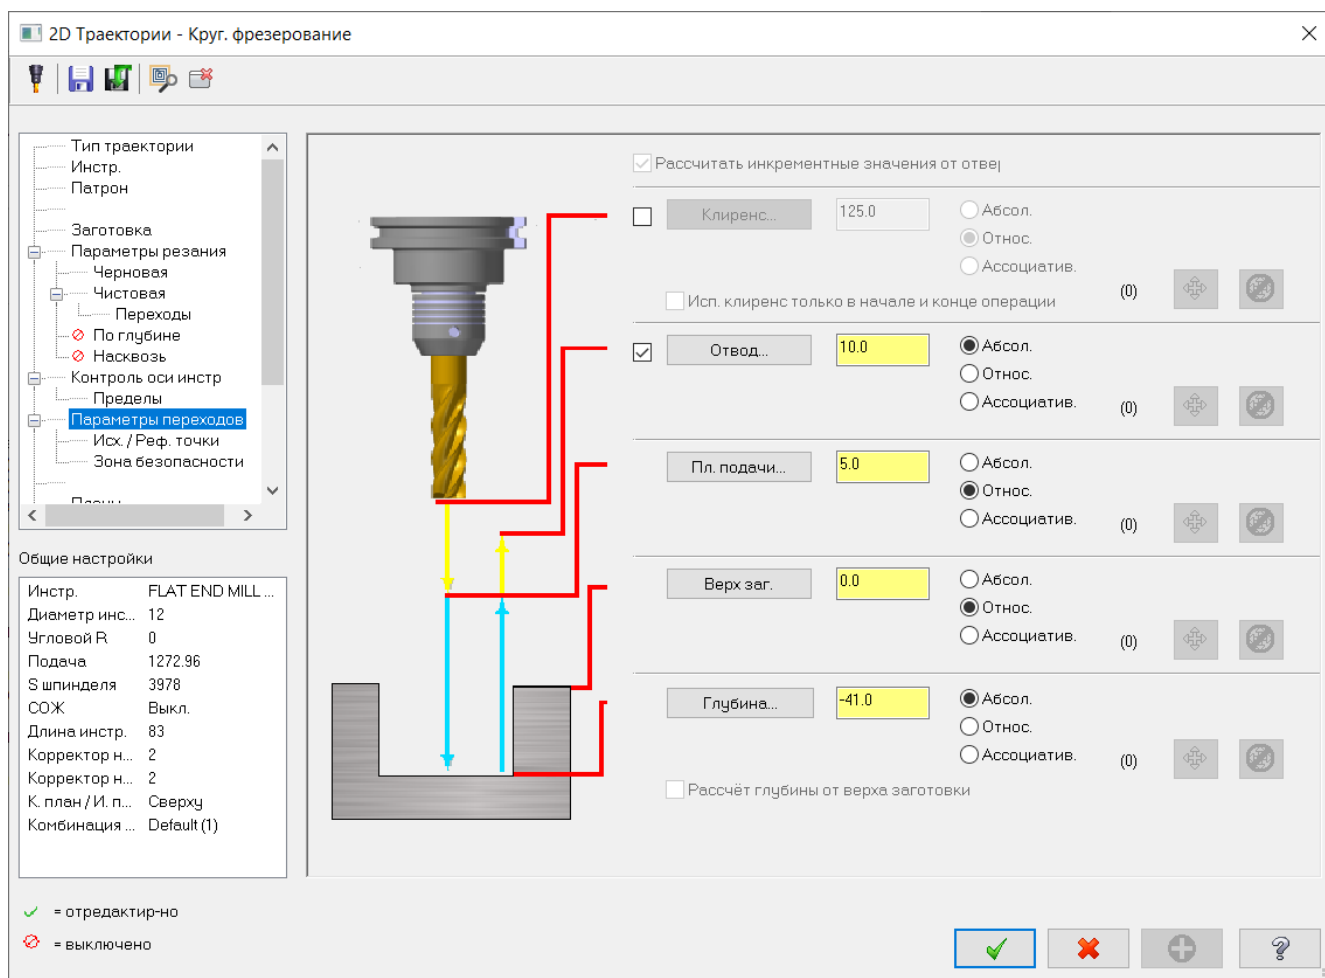 2D Траектории - Круг. фрезерование
Тип траектории
Инстр.
Патрон
Заготовка
Параметры резания
Черновая
Чистовая
Переходы
По глубине
Насквозь
Контроль оси инстр
Пределы
Параметры переходов
Исх. / Реф. точки
Зона безопасности
Планы
Общие настройки
Инстр. FLAT END MILL ...
Диаметр инс... 12
Угловой R 0
Подача 1272.96
S шпинделя 3978
СОЖ Выкл.
Длина инстр. 83
Корректор н... 2
Корректор н... 2
К. план / И. п... Сверху
Комбинация ... Default (1)
= отредактир-но
= выключено
Рассчитать инкрементные значения от отвер
Клиренс... 125.0 Абсол.
Относ.
Ассоциатив.
(0)
Исп. клиренс только в начале и конце операции
Отвод... 10.0 Абсол.
Относ.
Ассоциатив.
(0)
Пл. подачи... 5.0 Абсол.
Относ.
Ассоциатив.
(0)
Верх заг. 0.0 Абсол.
Относ.
Ассоциатив.
(0)
Глубина... -41.0 Абсол.
Относ.
Ассоциатив.
(0)
Рассчёт глубины от верха заготовки